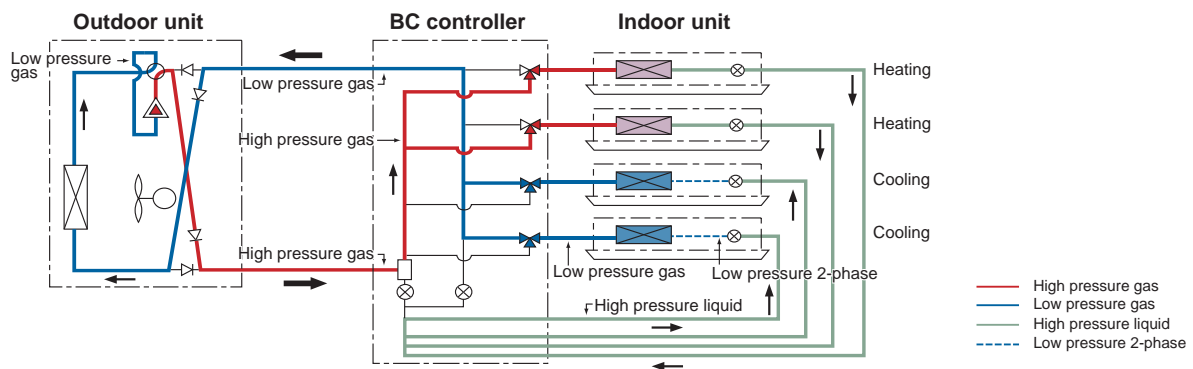 Outdoor unit
BC controller
Indoor unit
Low pressure
gas
Low pressure gas
High pressure gas
High pressure gas
Low pressure gas
Low pressure 2-phase
High pressure liquid
Heating
Heating
Cooling
Cooling
High pressure gas
Low pressure gas
High pressure liquid
Low pressure 2-phase